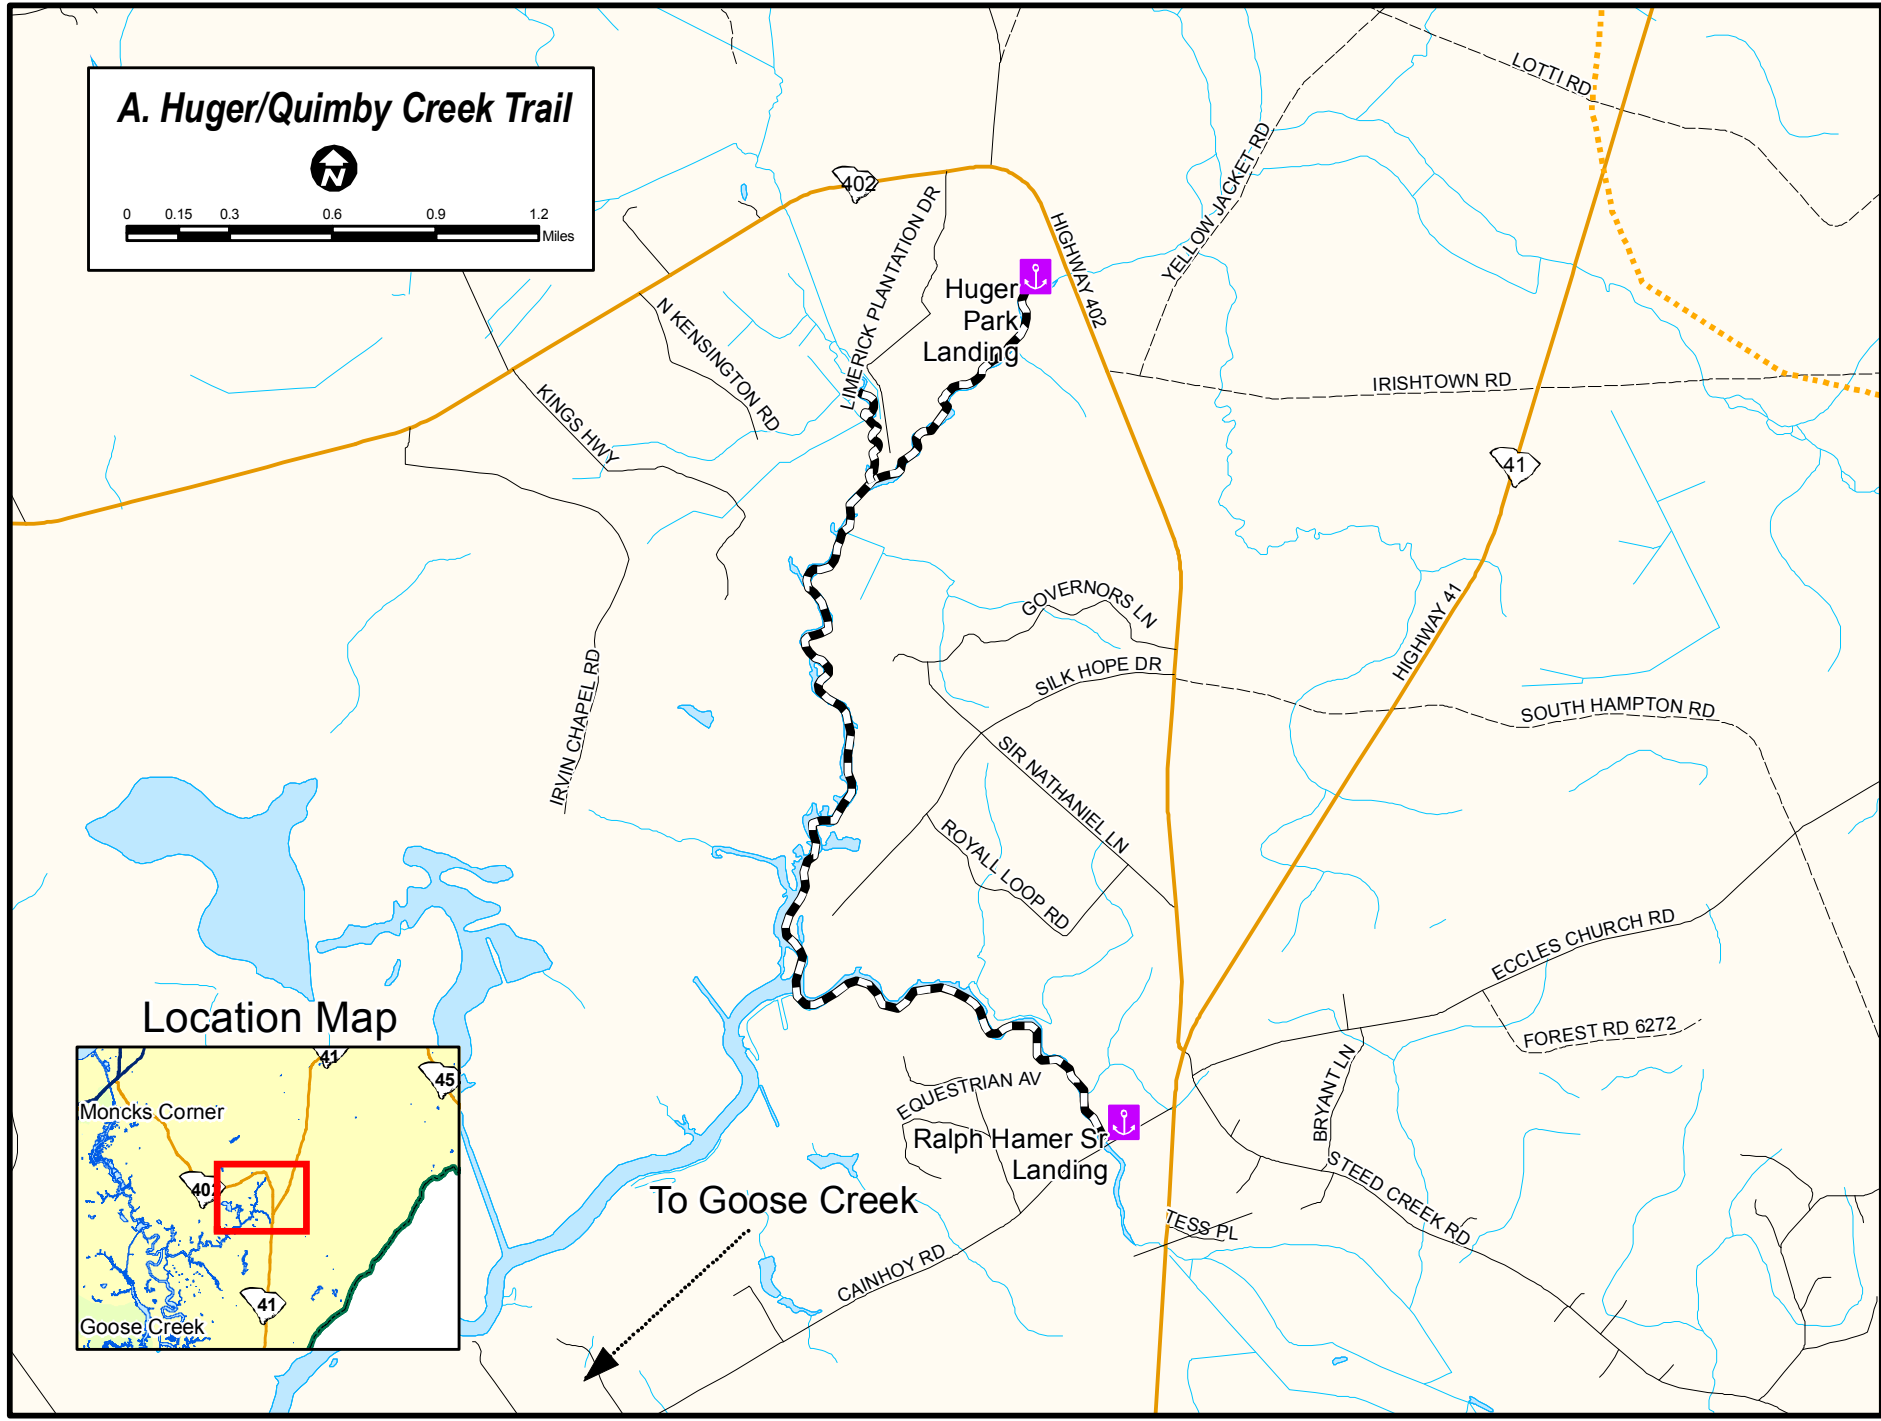 A. Huger/Quimby Creek Trail
N
0 0.15 0.3 0.6 0.9 1.2
Miles
402
LOTTI RD
YELLOW JACKET RD
LIMERICK PLANTATION DR
HIGHWAY 402
Huger
Park
Landing
N KENSINGTON RD
KINGS HWY
IRISHTOWN RD
41
GOVERNORS LN
HIGHWAY 41
SILK HOPE DR
SOUTH HAMPTON RD
IRVIN CHAPEL RD
SIR NATHANIEL LN
ROYALL LOOP RD
ECCLES CHURCH RD
FOREST RD 6272
BRYANT LN
EQUESTRIAN AV
Ralph Hamer Sr
Landing
STEED CREEK RD
TESS PL
To Goose Creek
CAINHOY RD
Location Map
41
45
Moncks Corner
402
41
Goose Creek